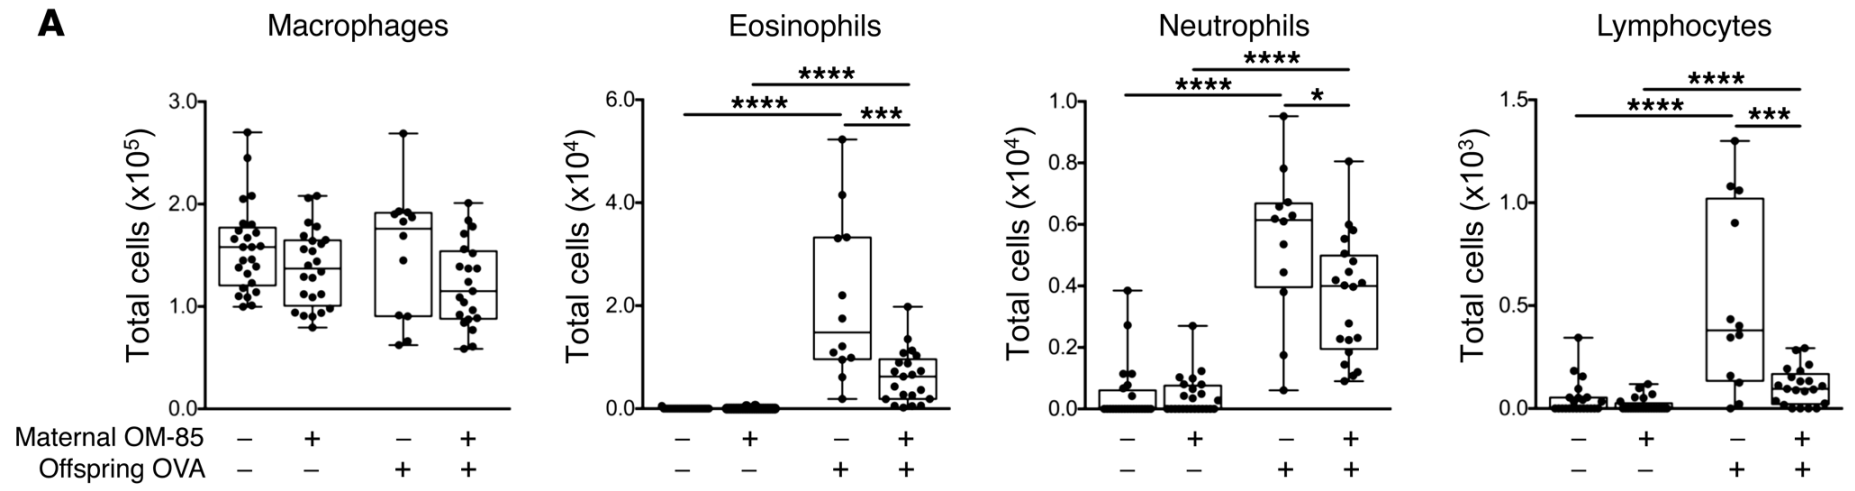 A
Macrophages
Eosinophils
Neutrophils
Lymphocytes
Total cells (x10⁵)
3.0
2.0
1.0
0.0
Total cells (x10⁴)
6.0
4.0
2.0
0.0
****
****
***
Total cells (x10⁴)
1.0
0.8
0.6
0.4
0.2
0.0
****
****
*
Total cells (x10³)
1.5
1.0
0.5
0.0
****
****
***
Maternal OM-85 – + – + – + – + – + – + – + – +
Offspring OVA – – + + – – + + – – + + – – + +